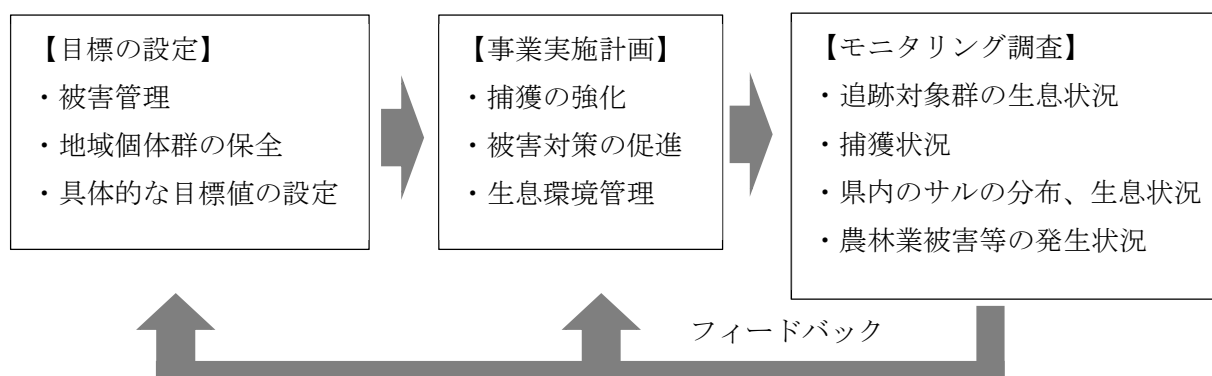 【目標の設定】
・被害管理
・地域個体群の保全
・具体的な目標値の設定
【事業実施計画】
・捕獲の強化
・被害対策の促進
・生息環境管理
【モニタリング調査】
・追跡対象群の生息状況
・捕獲状況
・県内のサルの分布、生息状況
・農林業被害等の発生状況
フィードバック